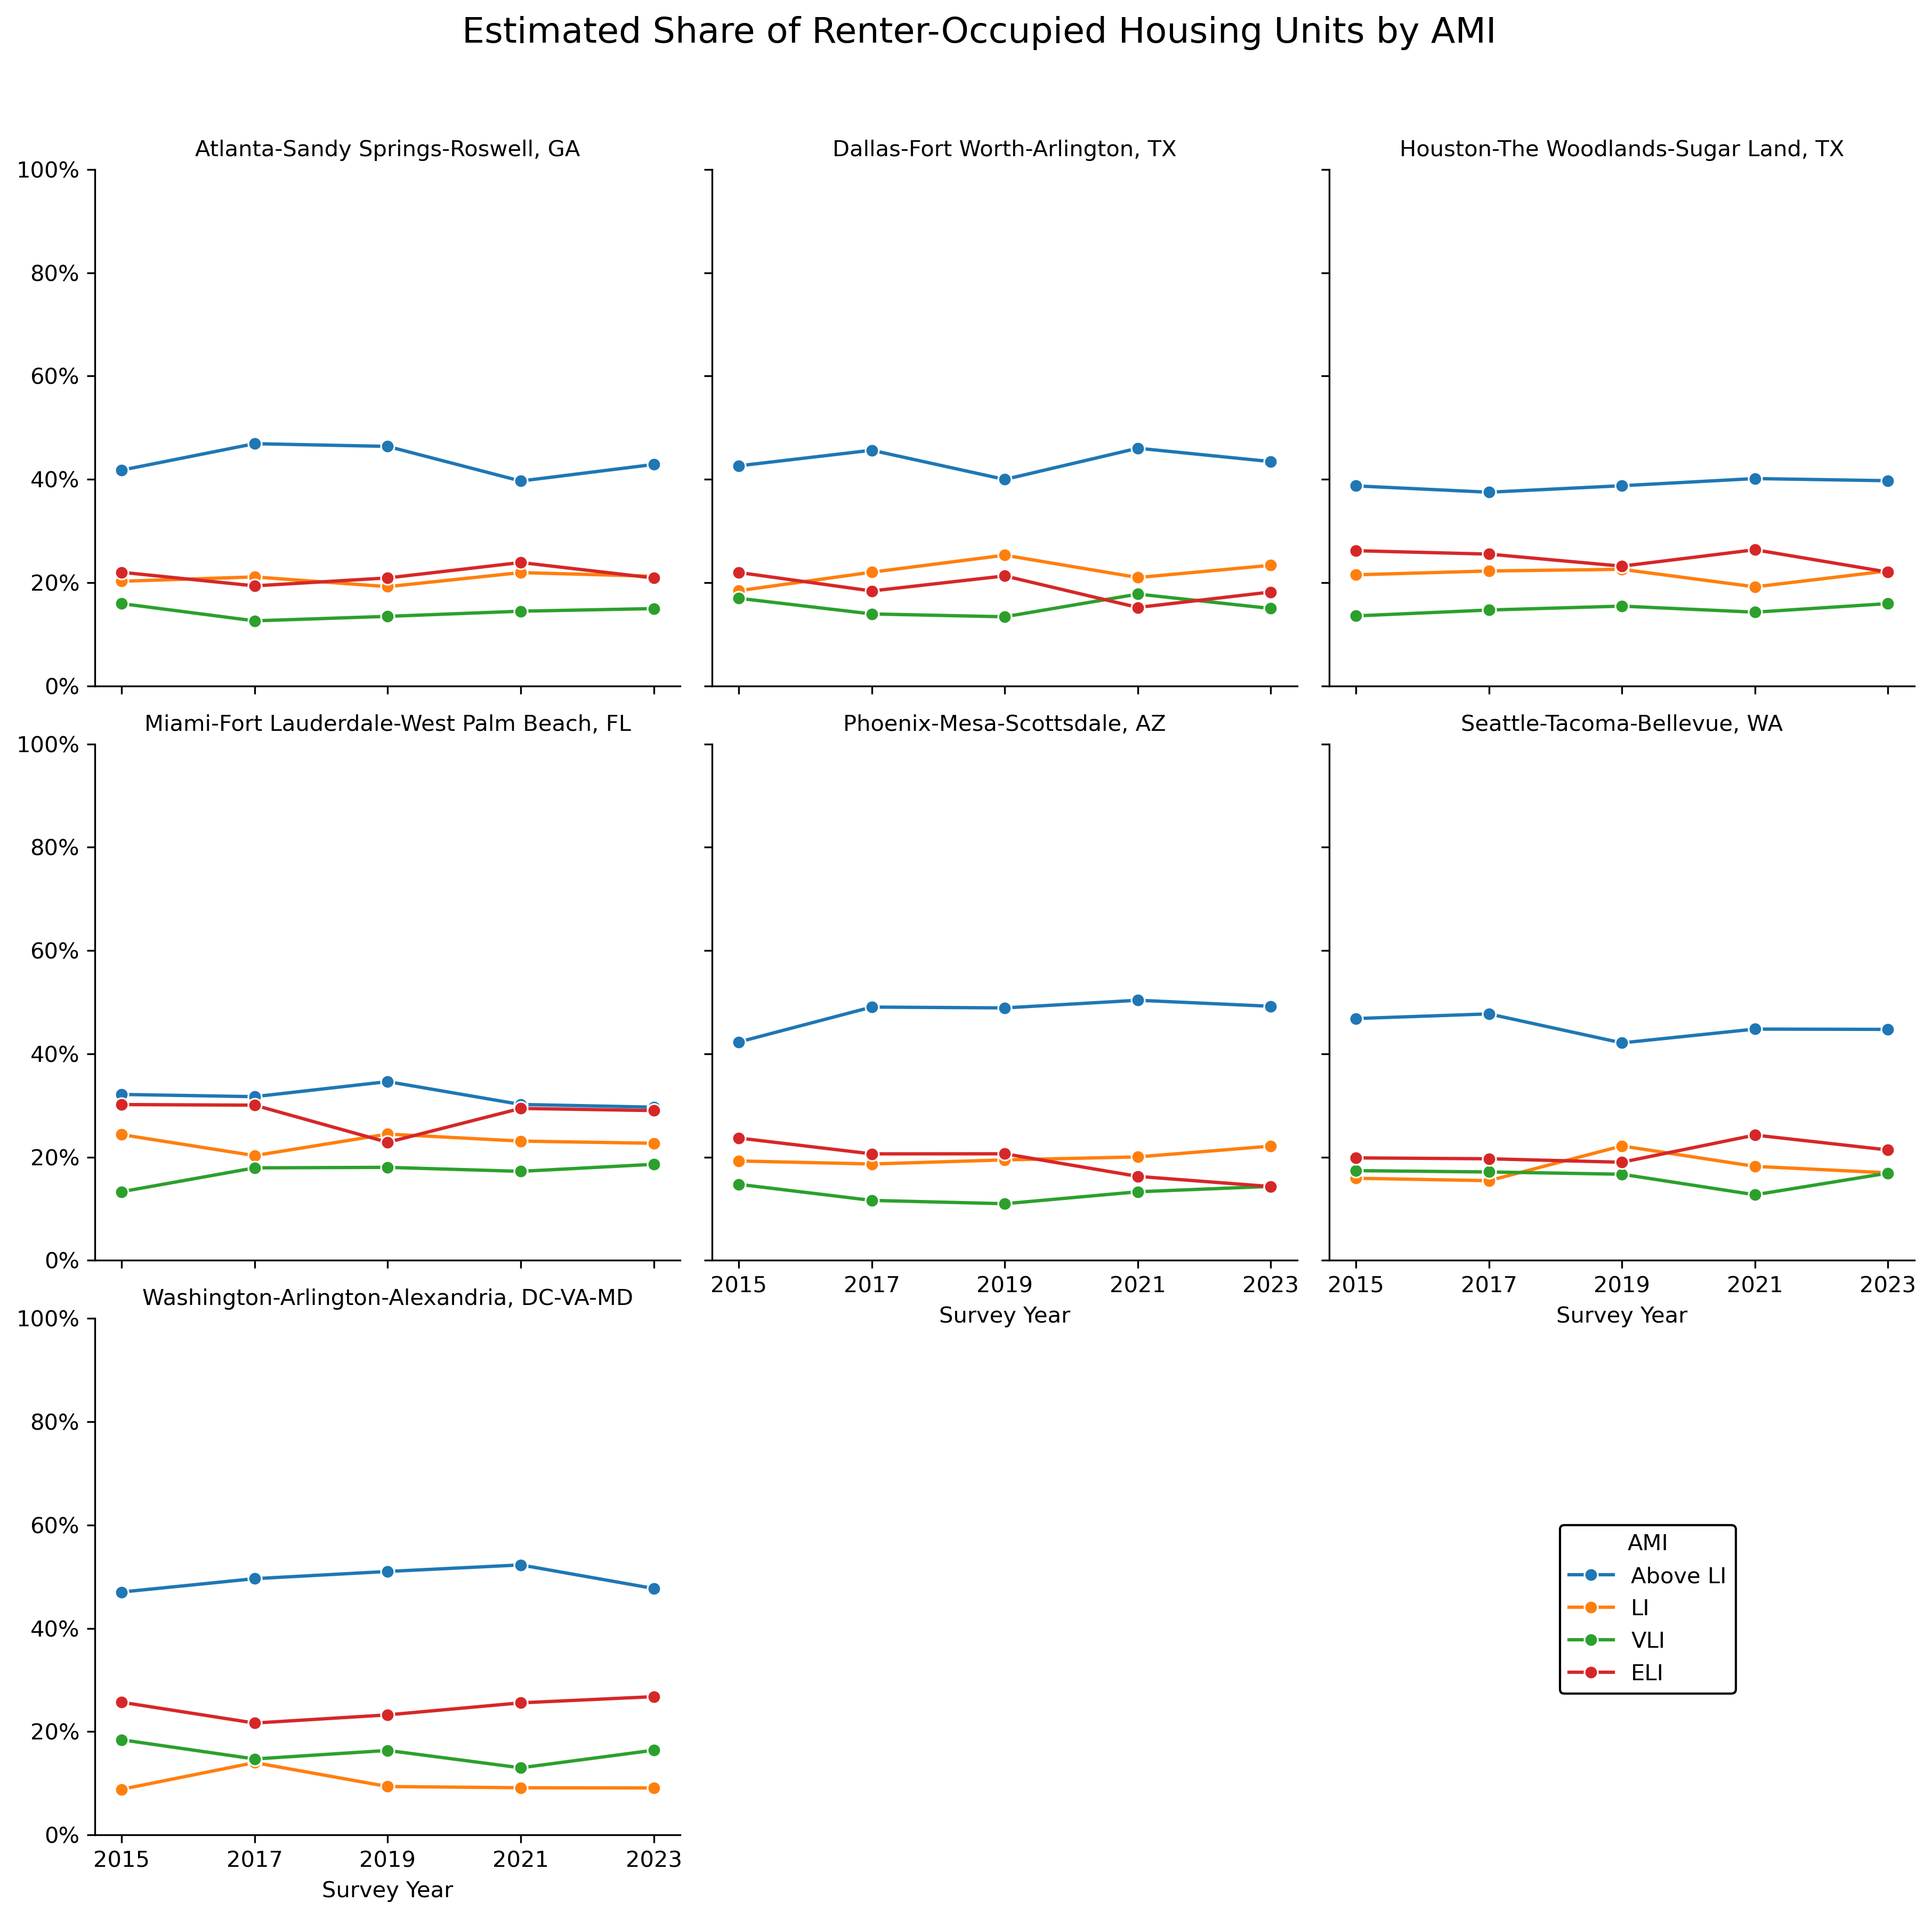 Estimated Share of Renter-Occupied Housing Units by AMI
Atlanta-Sandy Springs-Roswell, GA
100%
80%
60%
40%
20%
0%
Dallas-Fort Worth-Arlington, TX
Houston-The Woodlands-Sugar Land, TX
Miami-Fort Lauderdale-West Palm Beach, FL
100%
80%
60%
40%
20%
0%
Phoenix-Mesa-Scottsdale, AZ
2015 2017 2019 2021 2023
Survey Year
Seattle-Tacoma-Bellevue, WA
2015 2017 2019 2021 2023
Survey Year
Washington-Arlington-Alexandria, DC-VA-MD
100%
80%
60%
40%
20%
0%
2015 2017 2019 2021 2023
Survey Year
AMI
Above LI
LI
VLI
ELI